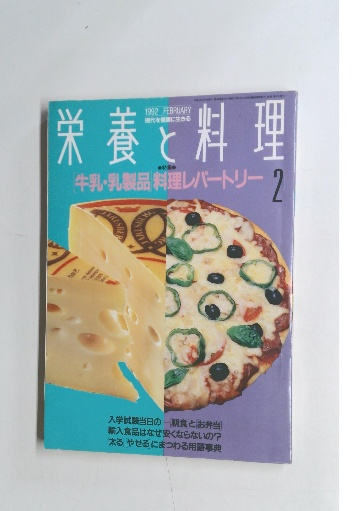 1992 FEBRUARY
現代を健康に生きる
栄養と料理
●特集●
「牛乳・乳製品」料理レパートリー
2
入学試験当日の「朝食」と「お弁当」
輸入食品はなぜ安くならないの?
「太る」「やせる」にまつわる用語事典